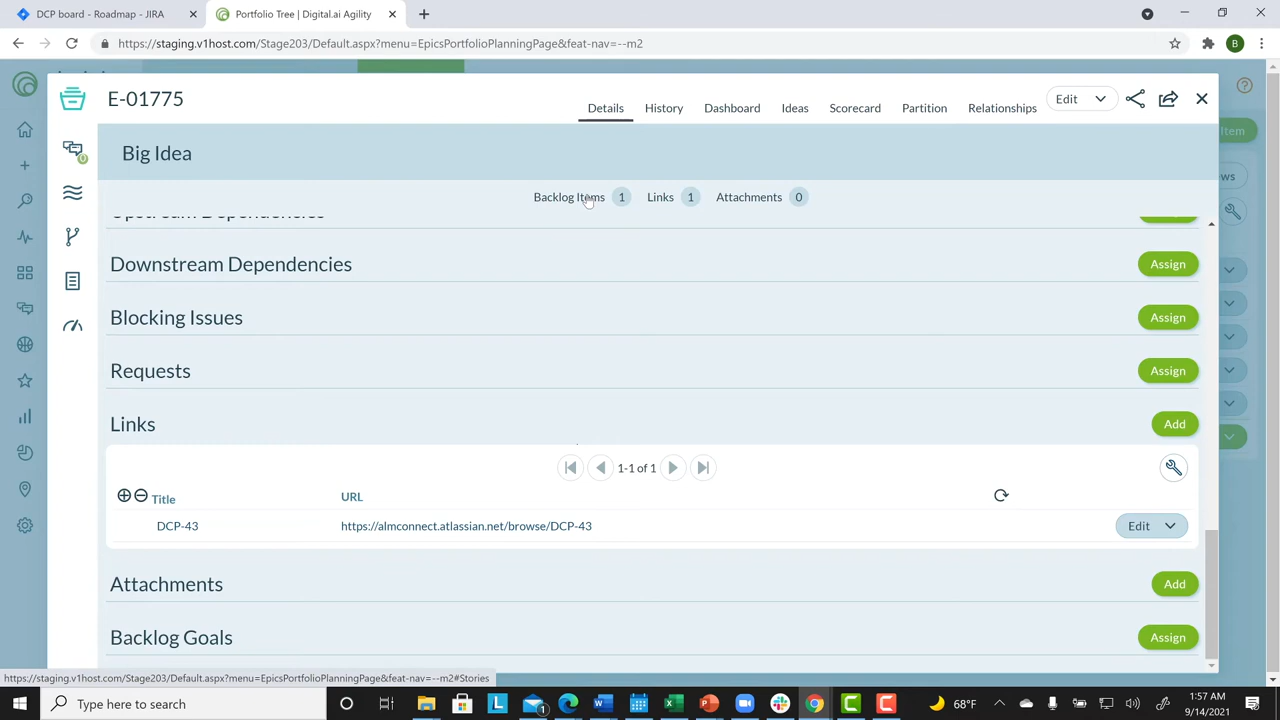 DCP board - Roadmap - JIRA
Portfolio Tree | Digital.ai Agility
https://staging.v1host.com/Stage203/Default.aspx?menu=EpicsPortfolioPlanningPage&feat-nav=--m2
B
E-01775
Details
History
Dashboard
Ideas
Scorecard
Partition
Relationships
Edit
Item
Big Idea
Backlog Items 1
Links 1
Attachments 0
Upstream Dependencies
Downstream Dependencies
Assign
Blocking Issues
Assign
Requests
Assign
Links
Add
1-1 of 1
Title
URL
DCP-43
https://almconnect.atlassian.net/browse/DCP-43
Edit
Attachments
Add
Backlog Goals
Assign
https://staging.v1host.com/Stage203/Default.aspx?menu=EpicsPortfolioPlanningPage&feat-nav=--m2#Stories
Type here to search
68°F
1:57 AM
9/14/2021